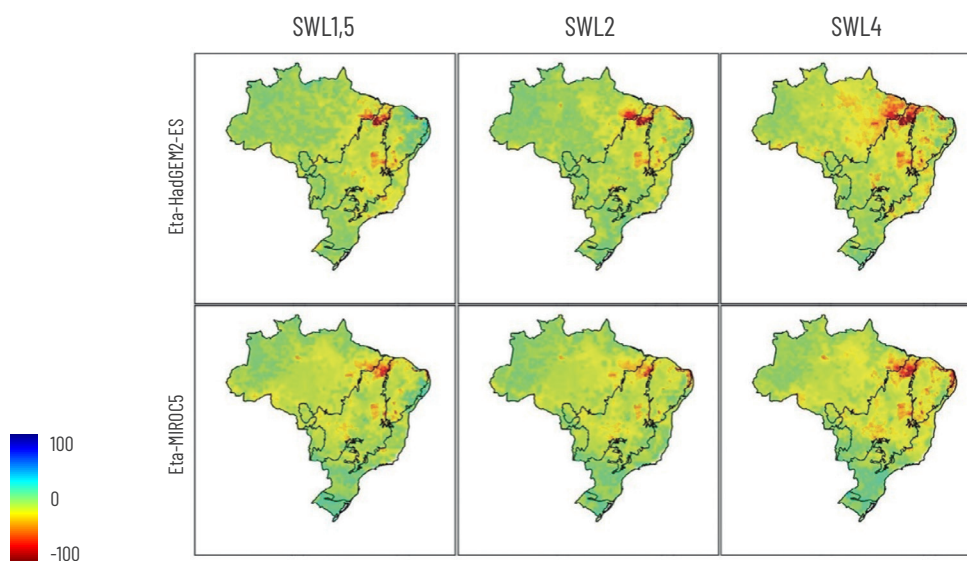 SWL1,5
SWL2
SWL4
Eta-HadGEM2-ES
Eta-MIROC5
100
0
-100